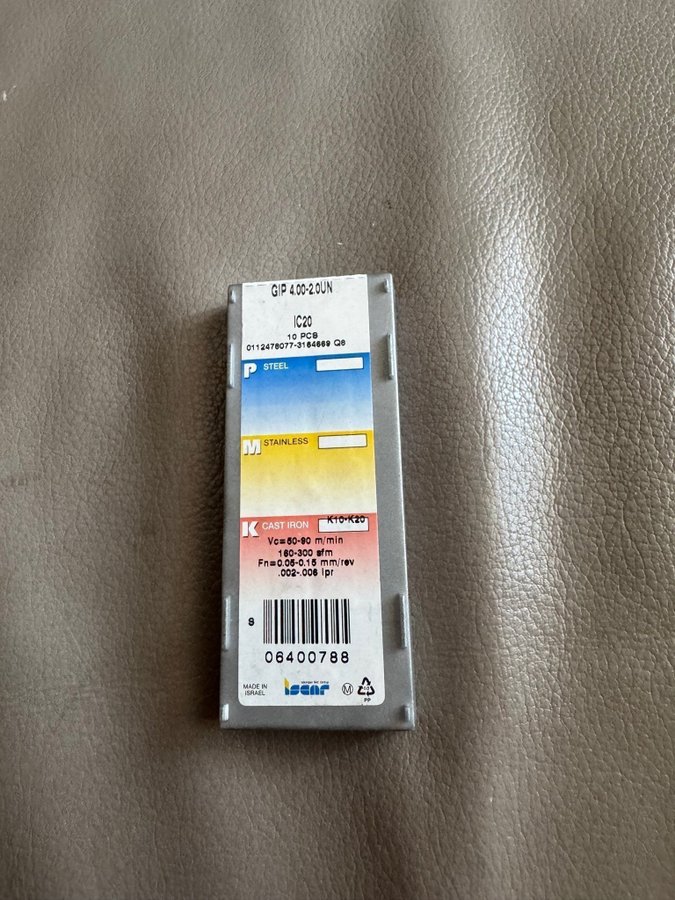 GIP 4.00-2.0UN
IC20
10 PCS
0112476077-3164669 Q6
P STEEL
M STAINLESS
K CAST IRON K10-K20
Vc=60-90 m/min
160-300 sfm
Fn=0.05-0.15 mm/rev
.002-.006 ipr
S
06400788
MADE IN
ISRAEL
iscar
M
PP